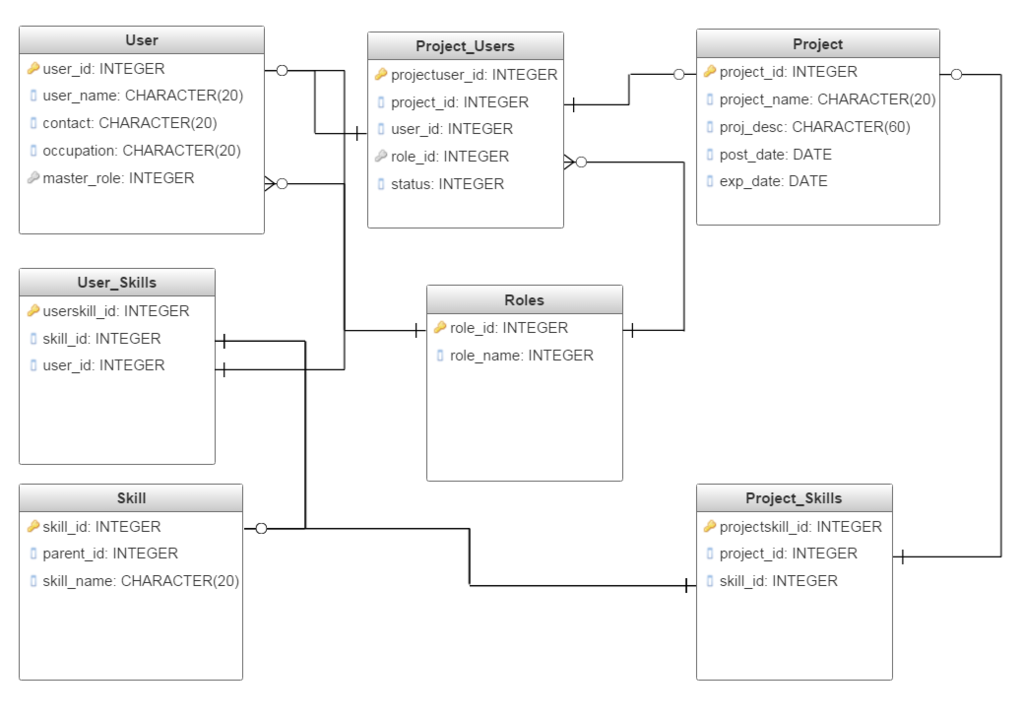 User
user_id: INTEGER
user_name: CHARACTER(20)
contact: CHARACTER(20)
occupation: CHARACTER(20)
master_role: INTEGER
Project_Users
projectuser_id: INTEGER
project_id: INTEGER
user_id: INTEGER
role_id: INTEGER
status: INTEGER
Project
project_id: INTEGER
project_name: CHARACTER(20)
proj_desc: CHARACTER(60)
post_date: DATE
exp_date: DATE
User_Skills
userskill_id: INTEGER
skill_id: INTEGER
user_id: INTEGER
Roles
role_id: INTEGER
role_name: INTEGER
Skill
skill_id: INTEGER
parent_id: INTEGER
skill_name: CHARACTER(20)
Project_Skills
projectskill_id: INTEGER
project_id: INTEGER
skill_id: INTEGER